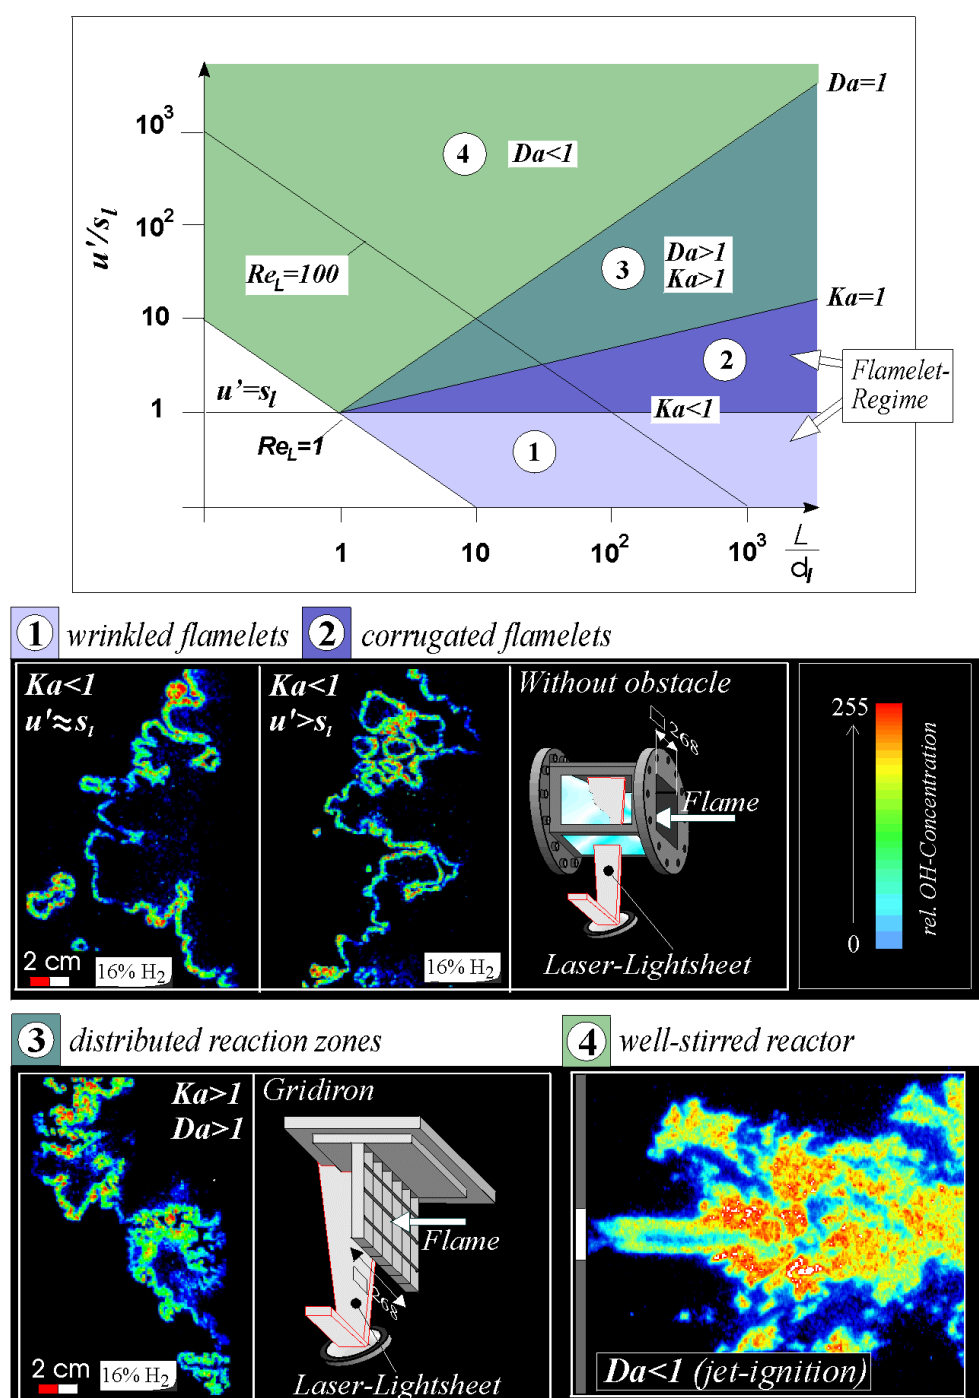 Da=1
10³
4
Da<1
u'/sₗ
10²
3
Da>1
Ka>1
Re_L=100
Ka=1
10
2
Flamelet-
Regime
u'=sₗ
1
Ka<1
Re_L=1
1
1
10
10²
10³
L
dₗ
1 wrinkled flamelets
2 corrugated flamelets
Ka<1
u'≈sₗ
2 cm
16% H₂
Ka<1
u'>sₗ
16% H₂
Without obstacle
□268
Flame
Laser-Lightsheet
255
0
rel. OH-Concentration
3 distributed reaction zones
4 well-stirred reactor
Ka>1
Da>1
2 cm
16% H₂
Gridiron
Flame
□268
Laser-Lightsheet
Da<1 (jet-ignition)